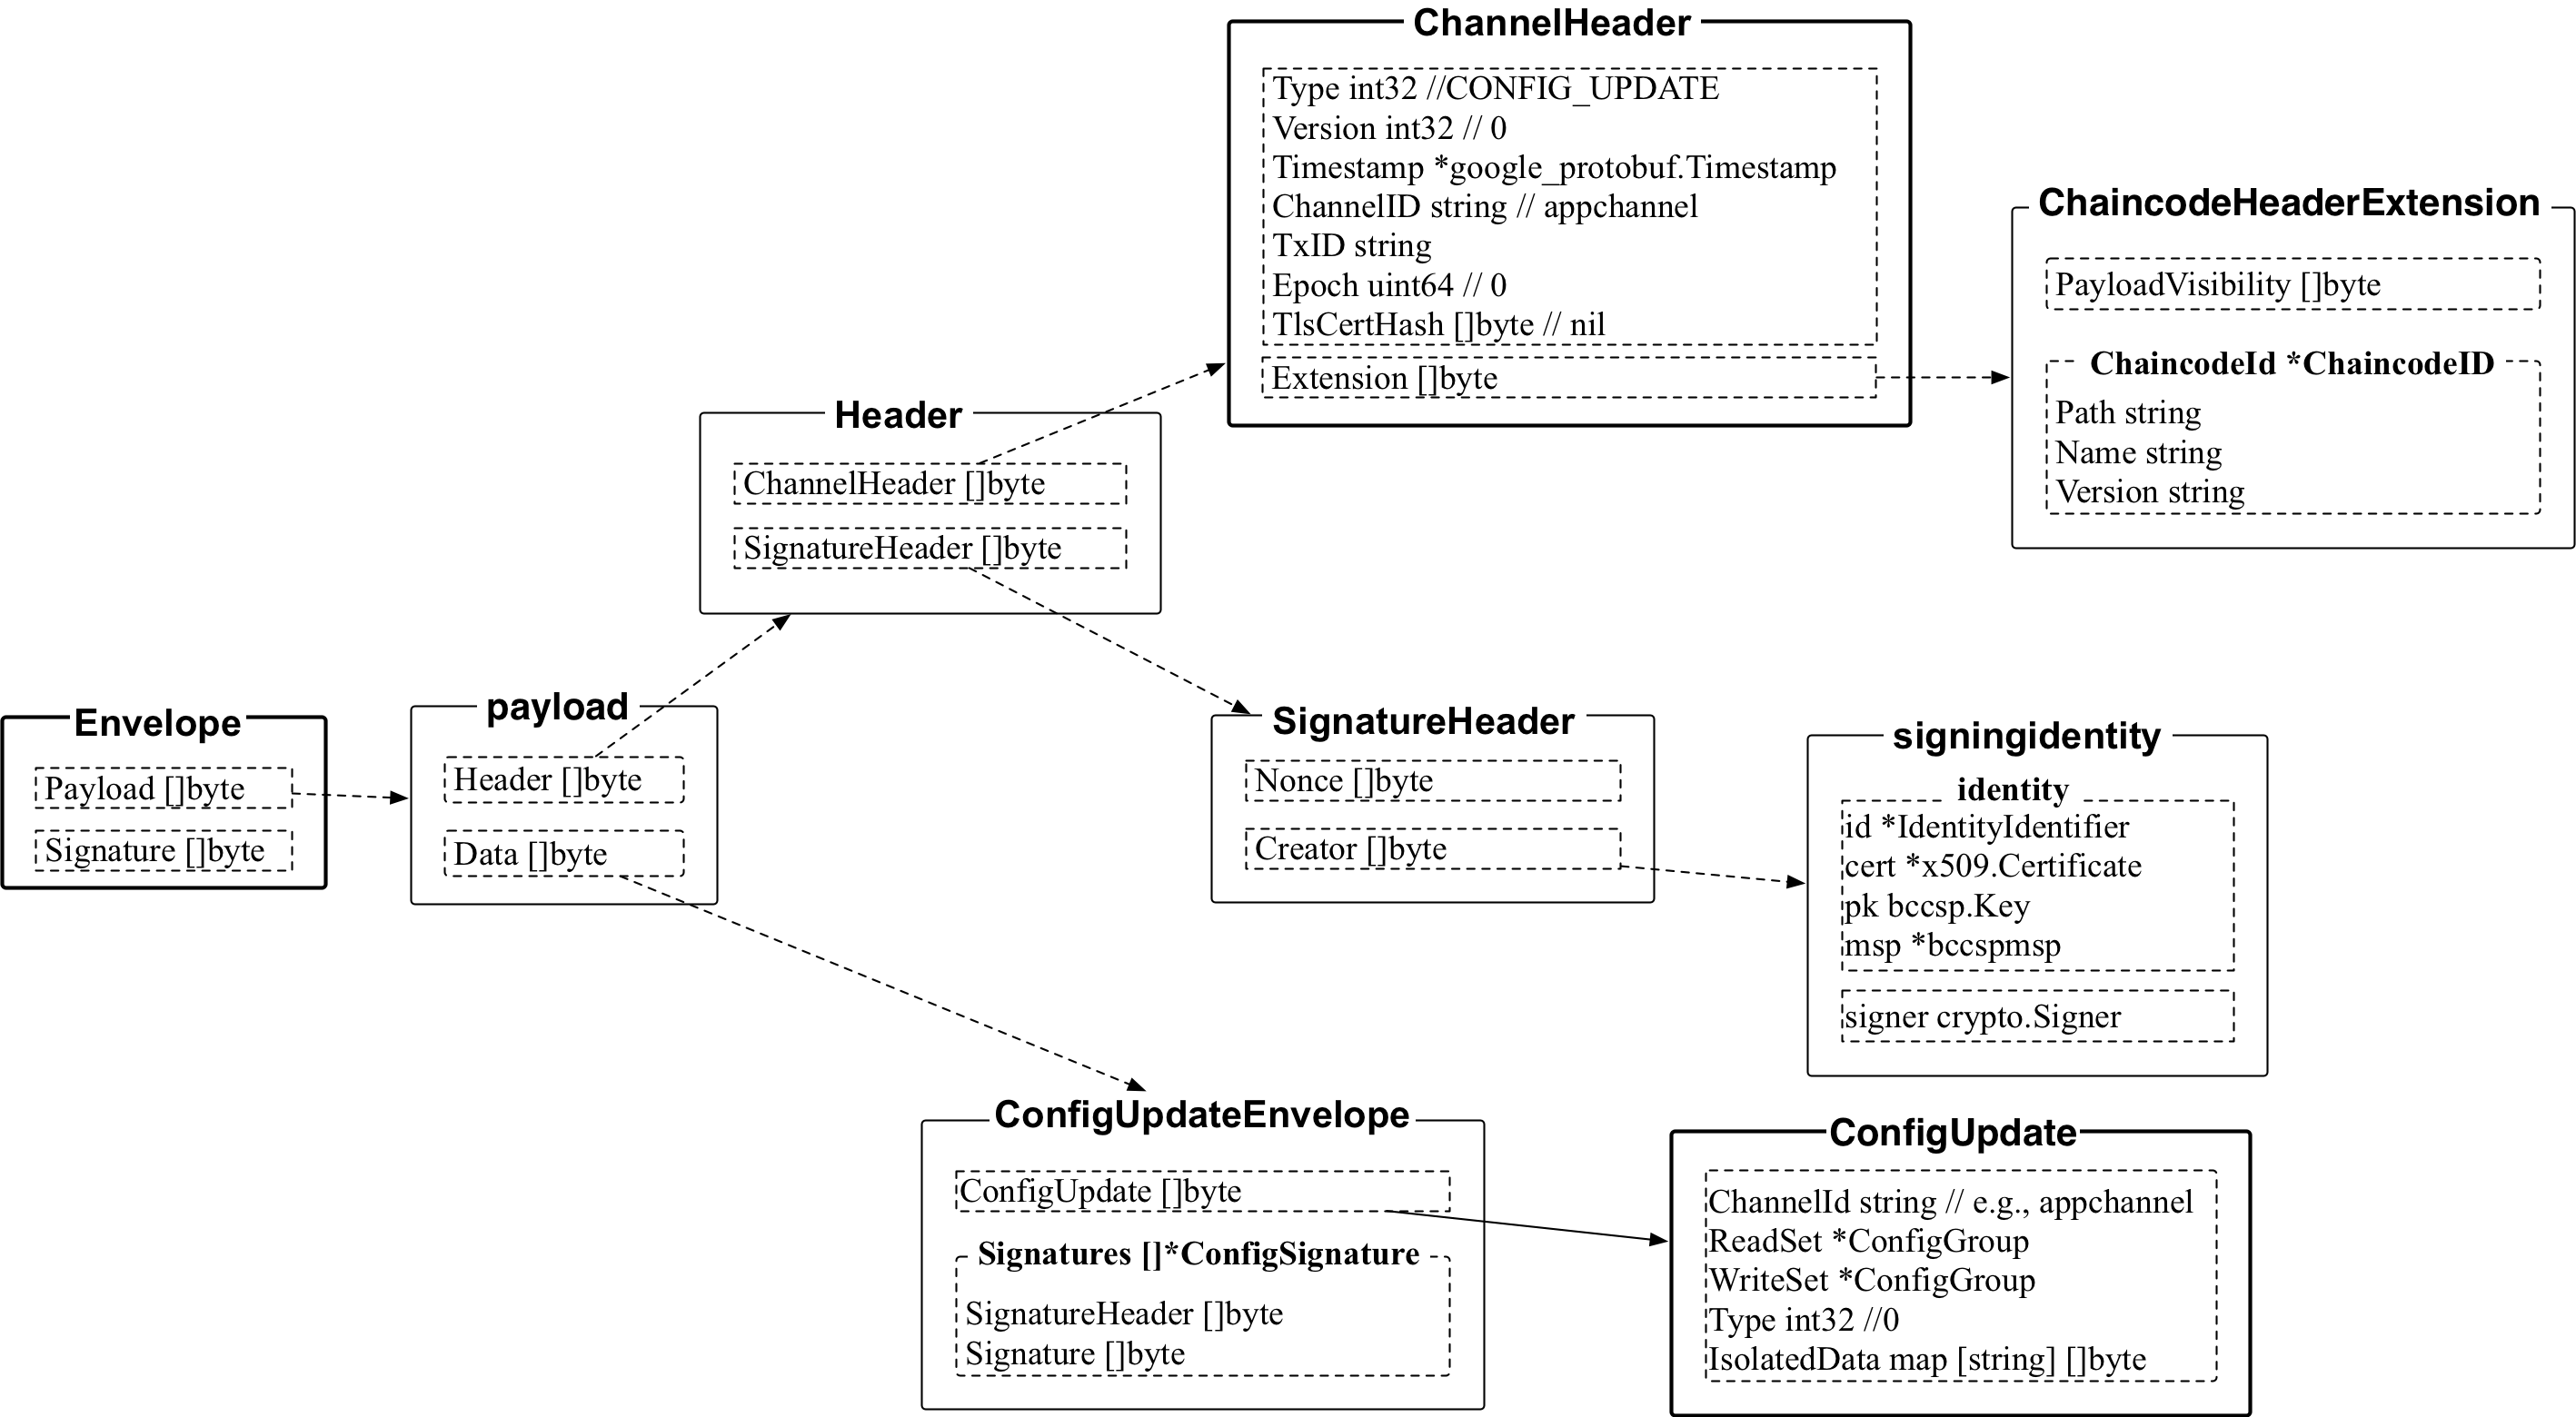 ChannelHeader
Type int32 //CONFIG_UPDATE
Version int32 // 0
Timestamp *google_protobuf.Timestamp
ChannelID string // appchannel
TxID string
Epoch uint64 // 0
TlsCertHash []byte // nil
Extension []byte
ChaincodeHeaderExtension
PayloadVisibility []byte
ChaincodeId *ChaincodeID
Path string
Name string
Version string
Header
ChannelHeader []byte
SignatureHeader []byte
Envelope
Payload []byte
Signature []byte
payload
Header []byte
Data []byte
SignatureHeader
Nonce []byte
Creator []byte
signingidentity
identity
id *IdentityIdentifier
cert *x509.Certificate
pk bccsp.Key
msp *bccspmsp
signer crypto.Signer
ConfigUpdateEnvelope
ConfigUpdate []byte
Signatures []*ConfigSignature
SignatureHeader []byte
Signature []byte
ConfigUpdate
ChannelId string // e.g., appchannel
ReadSet *ConfigGroup
WriteSet *ConfigGroup
Type int32 //0
IsolatedData map [string] []byte